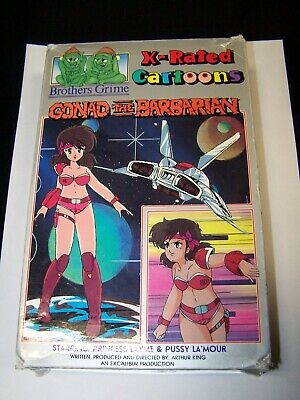 X-Rated
Cartoons
Brothers Grime
GONAD THE BARBARIAN
STARRING: PRINCESS & PUSSY LA'MOUR
WRITTEN, PRODUCED AND DIRECTED BY: ARTHUR KING
AN EXCALIBUR PRODUCTION